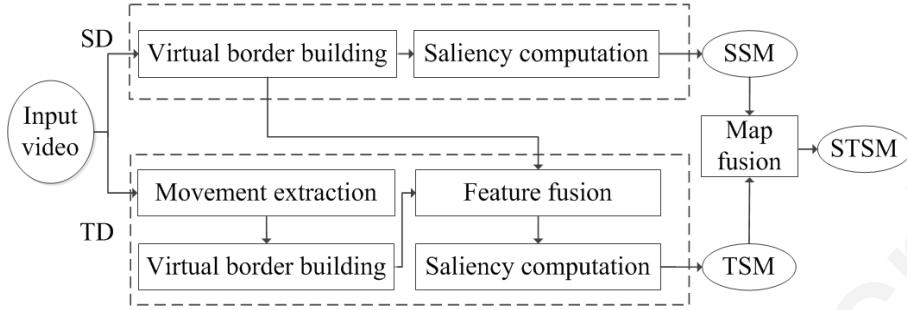 SD
Virtual border building
Saliency computation
SSM
Input
video
Map
fusion
STSM
Movement extraction
Feature fusion
TD
Virtual border building
Saliency computation
TSM